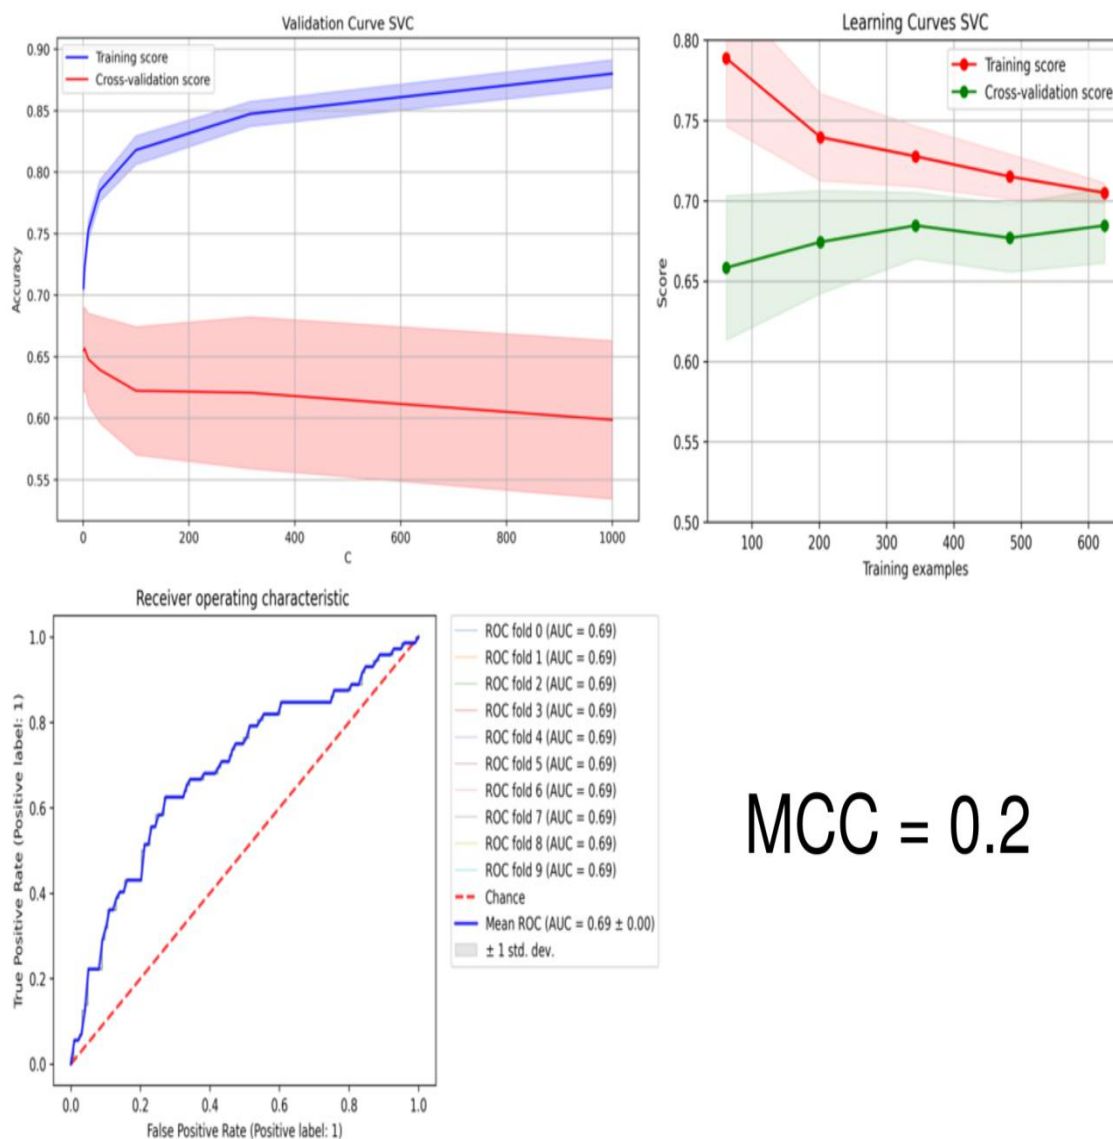 Validation Curve SVC
Training score
Cross-validation score
0.90
0.85
0.80
0.75
0.70
0.65
0.60
0.55
Accuracy
0 200 400 600 800 1000
C
Learning Curves SVC
Training score
Cross-validation score
0.80
0.75
0.70
0.65
0.60
0.55
0.50
Score
100 200 300 400 500 600
Training examples
Receiver operating characteristic
1.0
0.8
0.6
0.4
0.2
0.0
True Positive Rate (Positive label: 1)
0.0 0.2 0.4 0.6 0.8 1.0
False Positive Rate (Positive label: 1)
ROC fold 0 (AUC = 0.69)
ROC fold 1 (AUC = 0.69)
ROC fold 2 (AUC = 0.69)
ROC fold 3 (AUC = 0.69)
ROC fold 4 (AUC = 0.69)
ROC fold 5 (AUC = 0.69)
ROC fold 6 (AUC = 0.69)
ROC fold 7 (AUC = 0.69)
ROC fold 8 (AUC = 0.69)
ROC fold 9 (AUC = 0.69)
Chance
Mean ROC (AUC = 0.69 ± 0.00)
± 1 std. dev.
MCC = 0.2